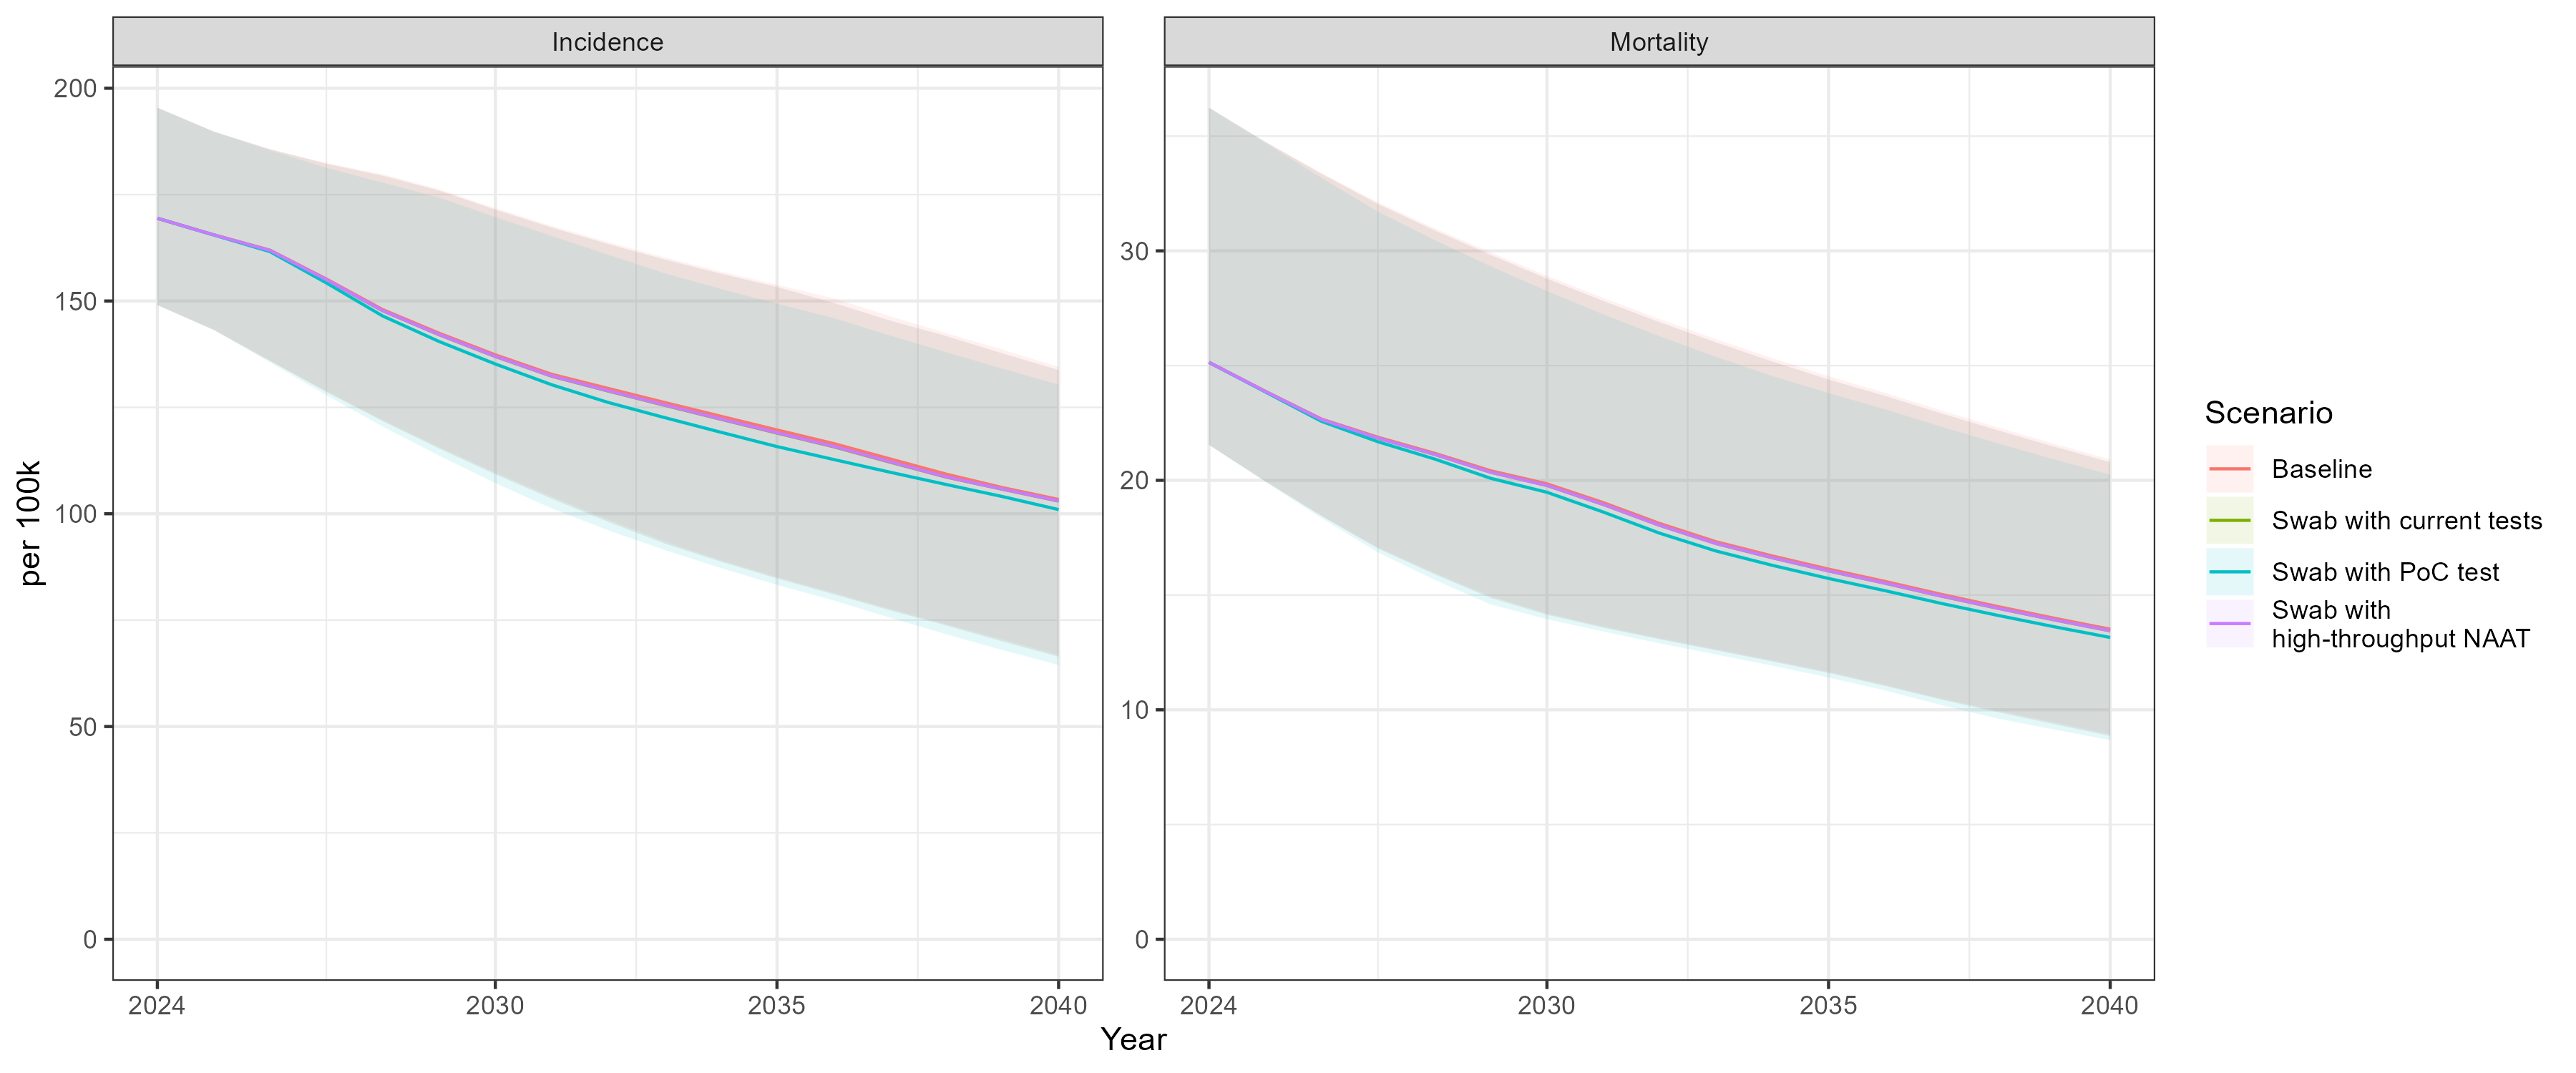 Incidence
Mortality
per 100k
200
150
100
50
0
30
20
10
0
2024
2030
2035
2040
2024
2030
2035
2040
Year
Scenario
Baseline
Swab with current tests
Swab with PoC test
Swab with
high-throughput NAAT